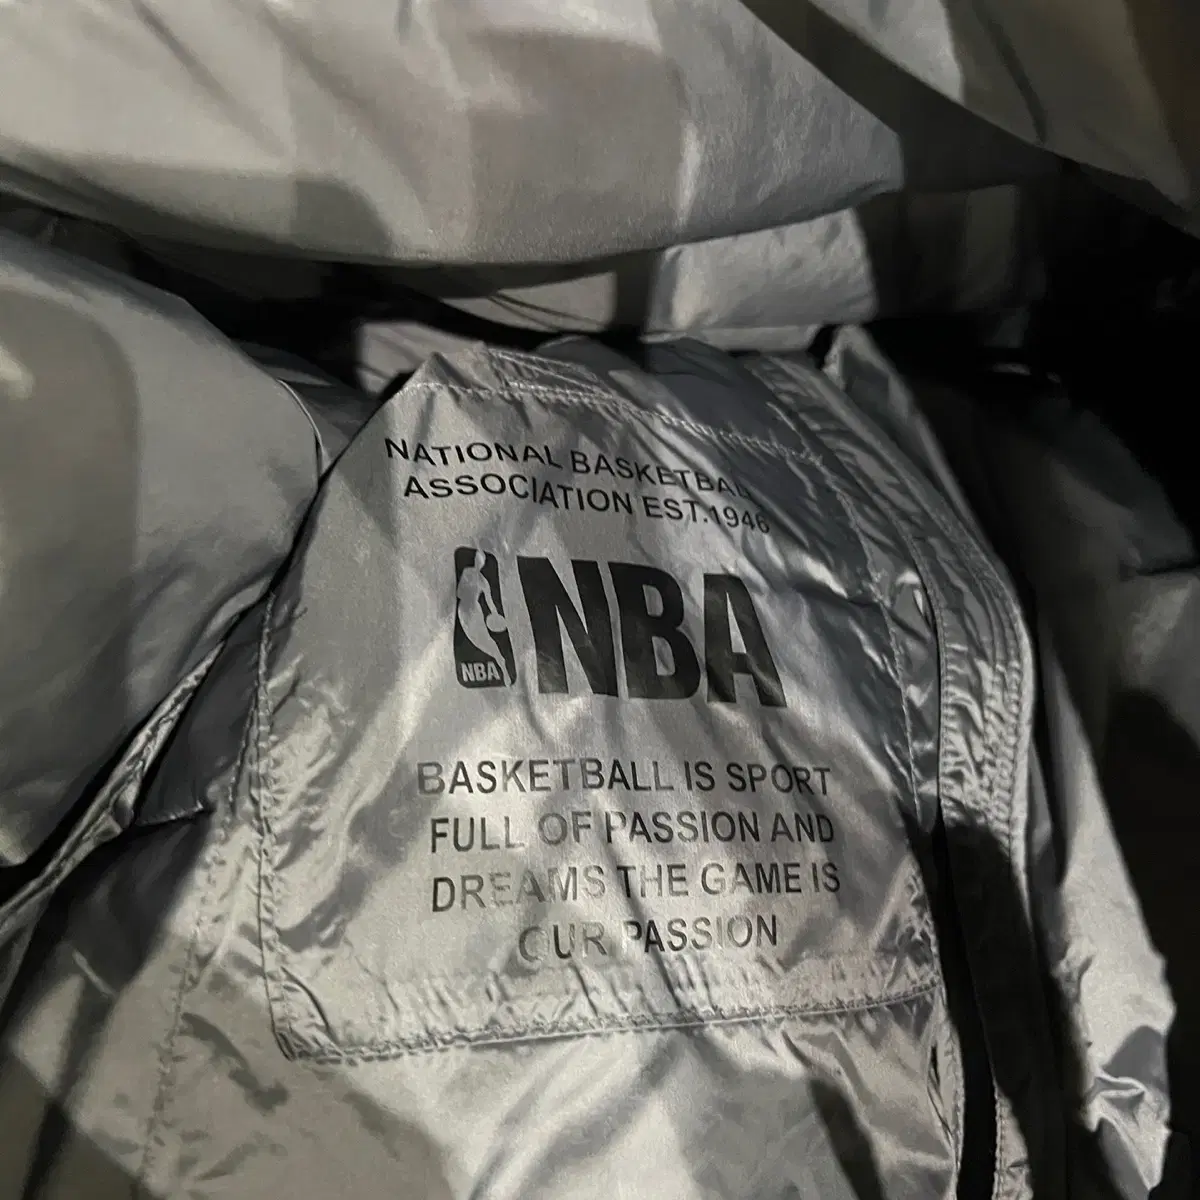 NATIONAL BASKETBALL
ASSOCIATION EST.1946
NBA
NBA
BASKETBALL IS SPORT
FULL OF PASSION AND
DREAMS THE GAME IS
OUR PASSION